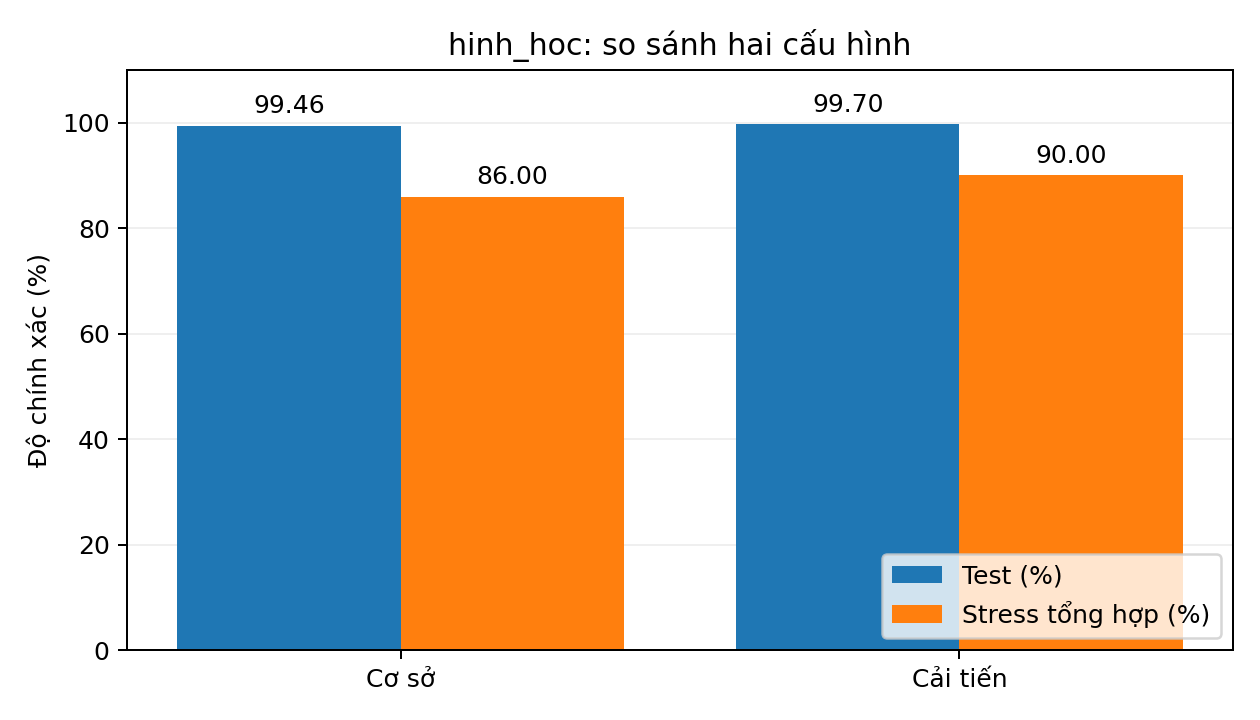 hinh_hoc: so sánh hai cấu hình
99.46
99.70
86.00
90.00
100
80
60
40
20
0
Độ chính xác (%)
Test (%)
Stress tổng hợp (%)
Cơ sở
Cải tiến